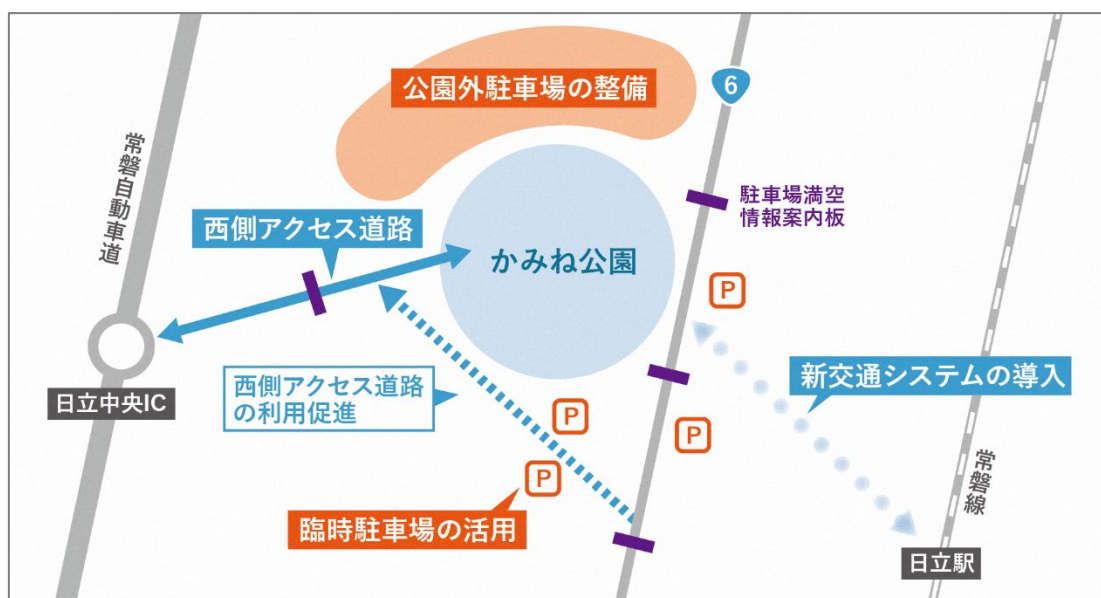 公園外駐車場の整備
6
常磐自動車道
駐車場満空
情報案内板
西側アクセス道路
かみね公園
P
新交通システムの導入
西側アクセス道路
の利用促進
日立中央IC
P
P
P
臨時駐車場の活用
常磐線
日立駅